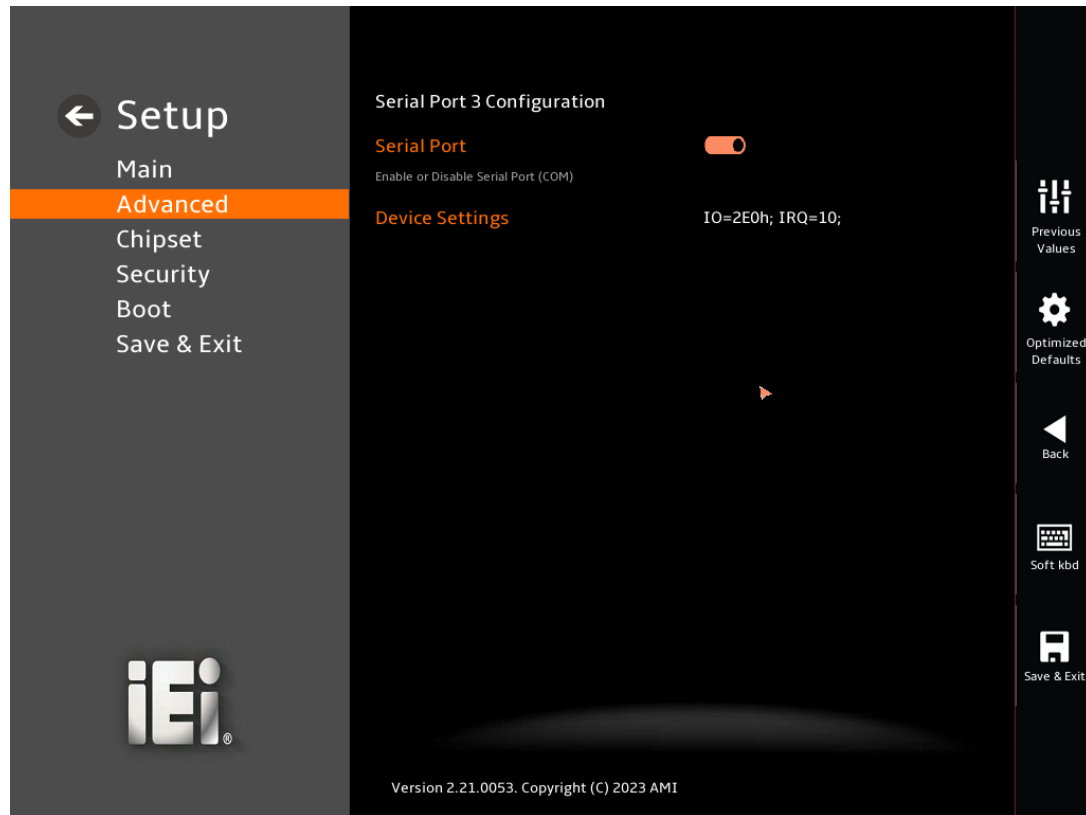 Setup
Main
Advanced
Chipset
Security
Boot
Save & Exit
iEi®
Serial Port 3 Configuration
Serial Port
Enable or Disable Serial Port (COM)
Device Settings
IO=2E0h; IRQ=10;
Version 2.21.0053. Copyright (C) 2023 AMI
Previous
Values
Optimized
Defaults
Back
Soft kbd
Save & Exit